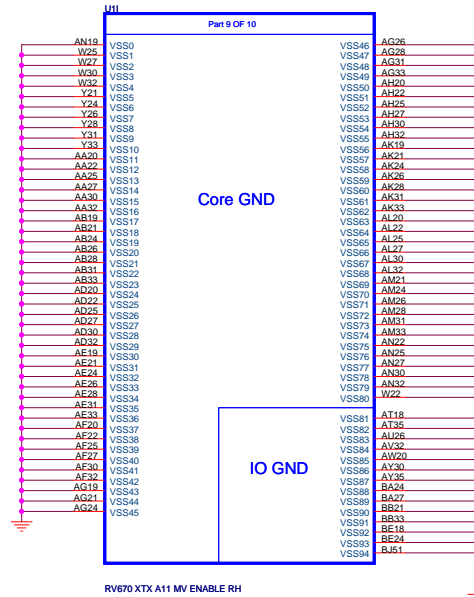 U1I
Part 9 OF 10
AN19 VSS0
W25 VSS1
W27 VSS2
W30 VSS3
W32 VSS4
Y21 VSS5
Y24 VSS6
Y26 VSS7
Y28 VSS8
Y31 VSS9
Y33 VSS10
AA20 VSS11
AA22 VSS12
AA25 VSS13
AA27 VSS14
AA30 VSS15
AA32 VSS16
AB19 VSS17
AB21 VSS18
AB24 VSS19
AB26 VSS20
AB28 VSS21
AB31 VSS22
AB33 VSS23
AD20 VSS24
AD22 VSS25
AD25 VSS26
AD27 VSS27
AD30 VSS28
AD32 VSS29
AE19 VSS30
AE21 VSS31
AE24 VSS32
AE26 VSS33
AE28 VSS34
AE31 VSS35
AE33 VSS36
AF20 VSS37
AF22 VSS38
AF25 VSS39
AF27 VSS40
AF30 VSS41
AF32 VSS42
AG19 VSS43
AG21 VSS44
AG24 VSS45
Core GND
VSS46 AG26
VSS47 AG28
VSS48 AG31
VSS49 AG33
VSS50 AH20
VSS51 AH22
VSS52 AH25
VSS53 AH27
VSS54 AH30
VSS55 AH32
VSS56 AK19
VSS57 AK21
VSS58 AK24
VSS59 AK26
VSS60 AK28
VSS61 AK31
VSS62 AK33
VSS63 AL20
VSS64 AL22
VSS65 AL25
VSS66 AL27
VSS67 AL30
VSS68 AL32
VSS69 AM21
VSS70 AM24
VSS71 AM26
VSS72 AM28
VSS73 AM31
VSS74 AM33
VSS75 AN22
VSS76 AN25
VSS77 AN27
VSS78 AN30
VSS79 AN32
VSS80 W22
IO GND
VSS81 AT18
VSS82 AT35
VSS83 AU26
VSS84 AV32
VSS85 AW20
VSS86 AY30
VSS87 AY35
VSS88 BA24
VSS89 BA27
VSS90 BB21
VSS91 BB33
VSS92 BE18
VSS93 BE24
VSS94 BJ51
RV670 XTX A11 MV ENABLE RH